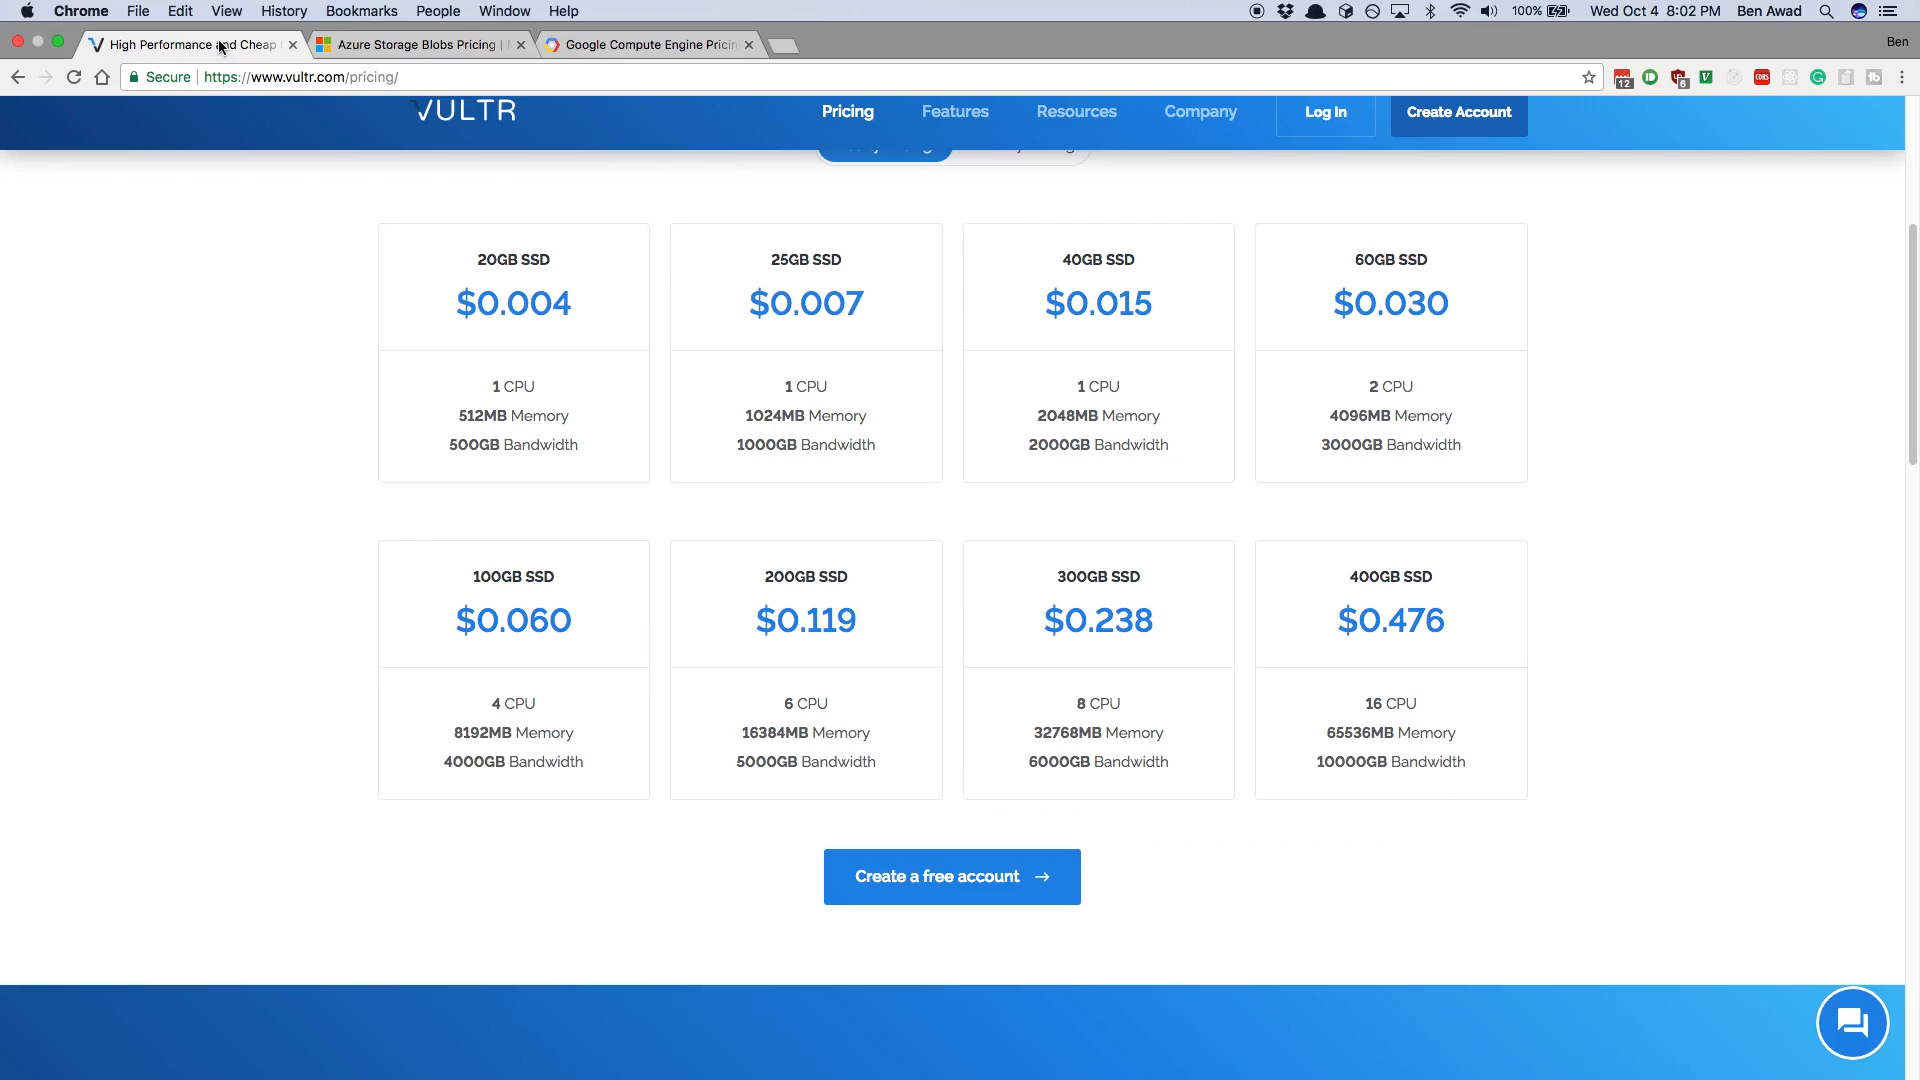 Chrome File Edit View History Bookmarks People Window Help 100% Wed Oct 4 8:02 PM Ben Awad
High Performance and Cheap Azure Storage Blobs Pricing | Google Compute Engine Pricin Ben
Secure https://www.vultr.com/pricing/ 12 6 CORS
VULTR Pricing Features Resources Company Log In Create Account
20GB SSD 25GB SSD 40GB SSD 60GB SSD
$0.004 $0.007 $0.015 $0.030
1 CPU 1 CPU 1 CPU 2 CPU
512MB Memory 1024MB Memory 2048MB Memory 4096MB Memory
500GB Bandwidth 1000GB Bandwidth 2000GB Bandwidth 3000GB Bandwidth
100GB SSD 200GB SSD 300GB SSD 400GB SSD
$0.060 $0.119 $0.238 $0.476
4 CPU 6 CPU 8 CPU 16 CPU
8192MB Memory 16384MB Memory 32768MB Memory 65536MB Memory
4000GB Bandwidth 5000GB Bandwidth 6000GB Bandwidth 10000GB Bandwidth
Create a free account →